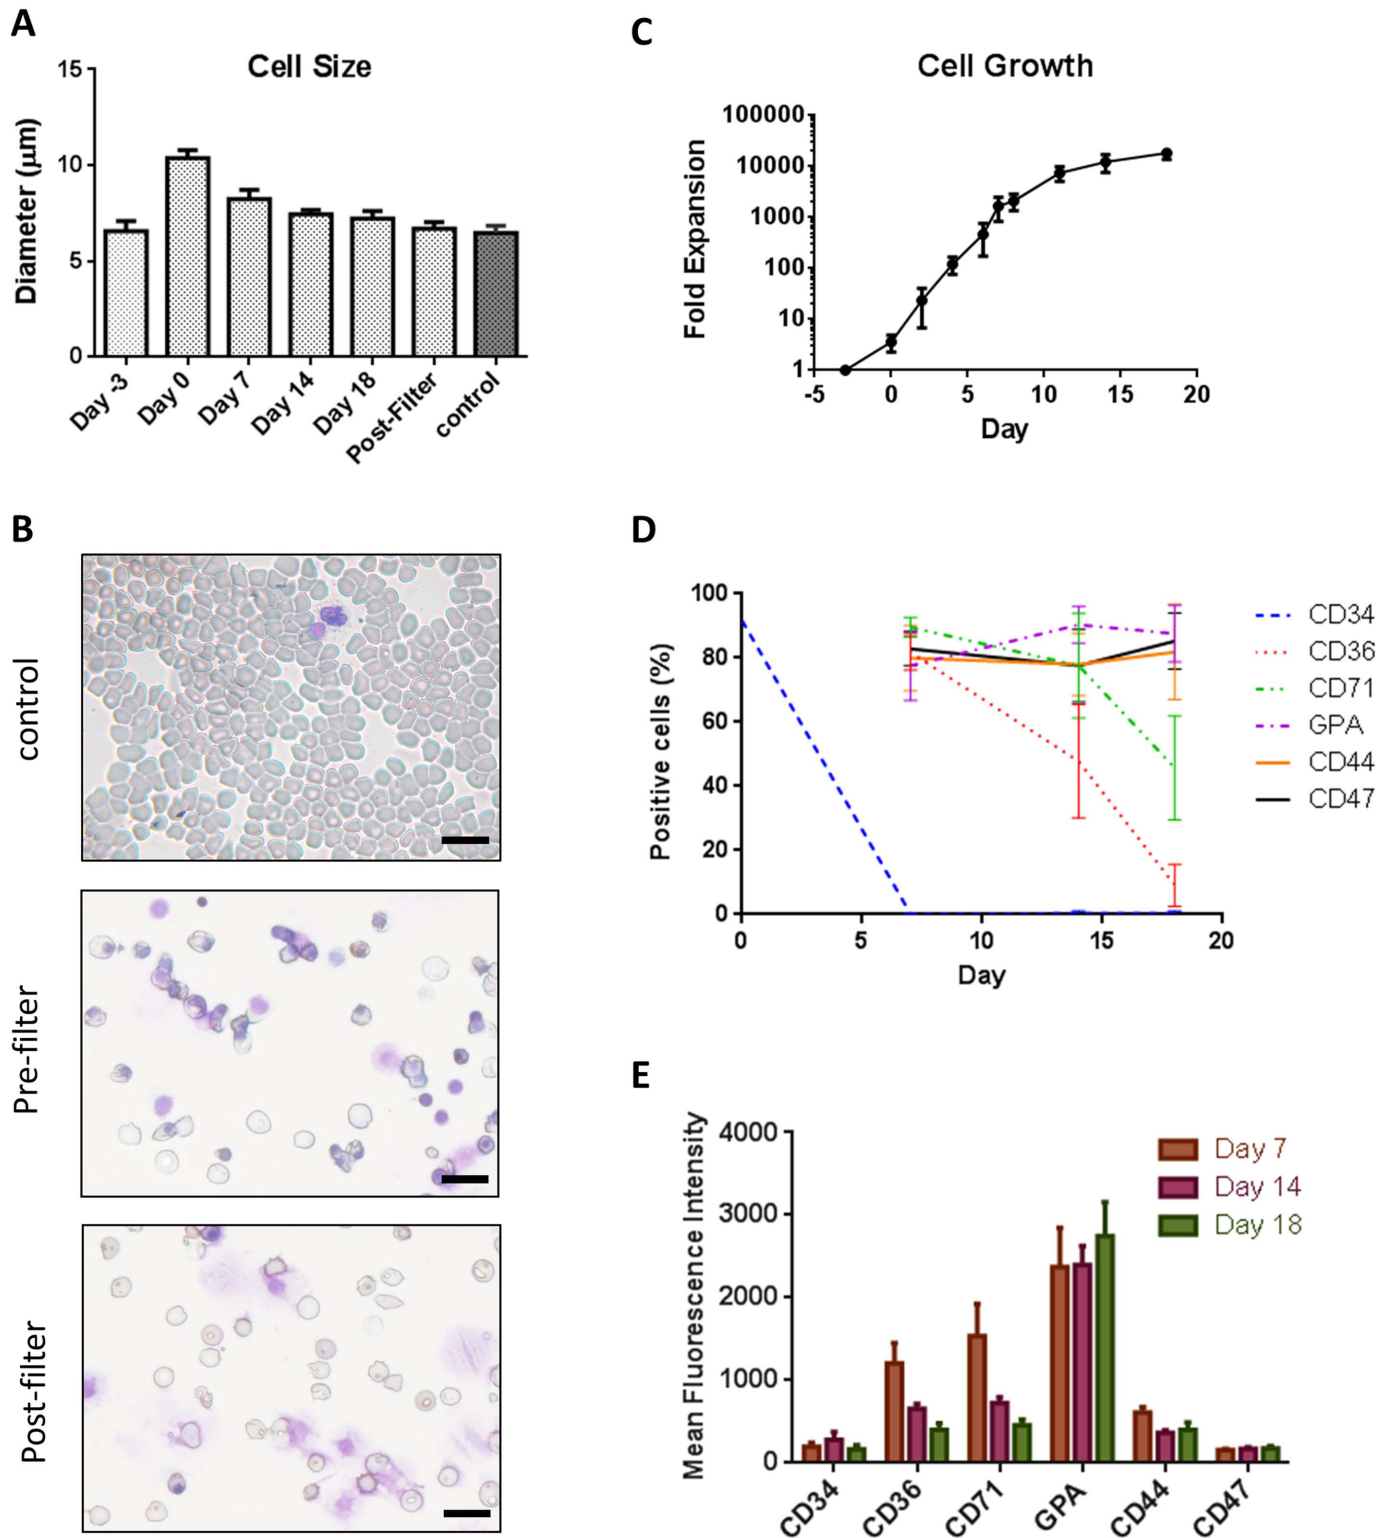 A
Cell Size
Diameter (µm)
15
10
5
0
Day -3
Day 0
Day 7
Day 14
Day 18
Post-Filter
control
B
control
Pre-filter
Post-filter
C
Cell Growth
Fold Expansion
100000
10000
1000
100
10
1
-5
0
5
10
15
20
Day
D
Positive cells (%)
100
80
60
40
20
0
0
5
10
15
20
Day
CD34
CD36
CD71
GPA
CD44
CD47
E
Mean Fluorescence Intensity
4000
3000
2000
1000
0
Day 7
Day 14
Day 18
CD34
CD36
CD71
GPA
CD44
CD47